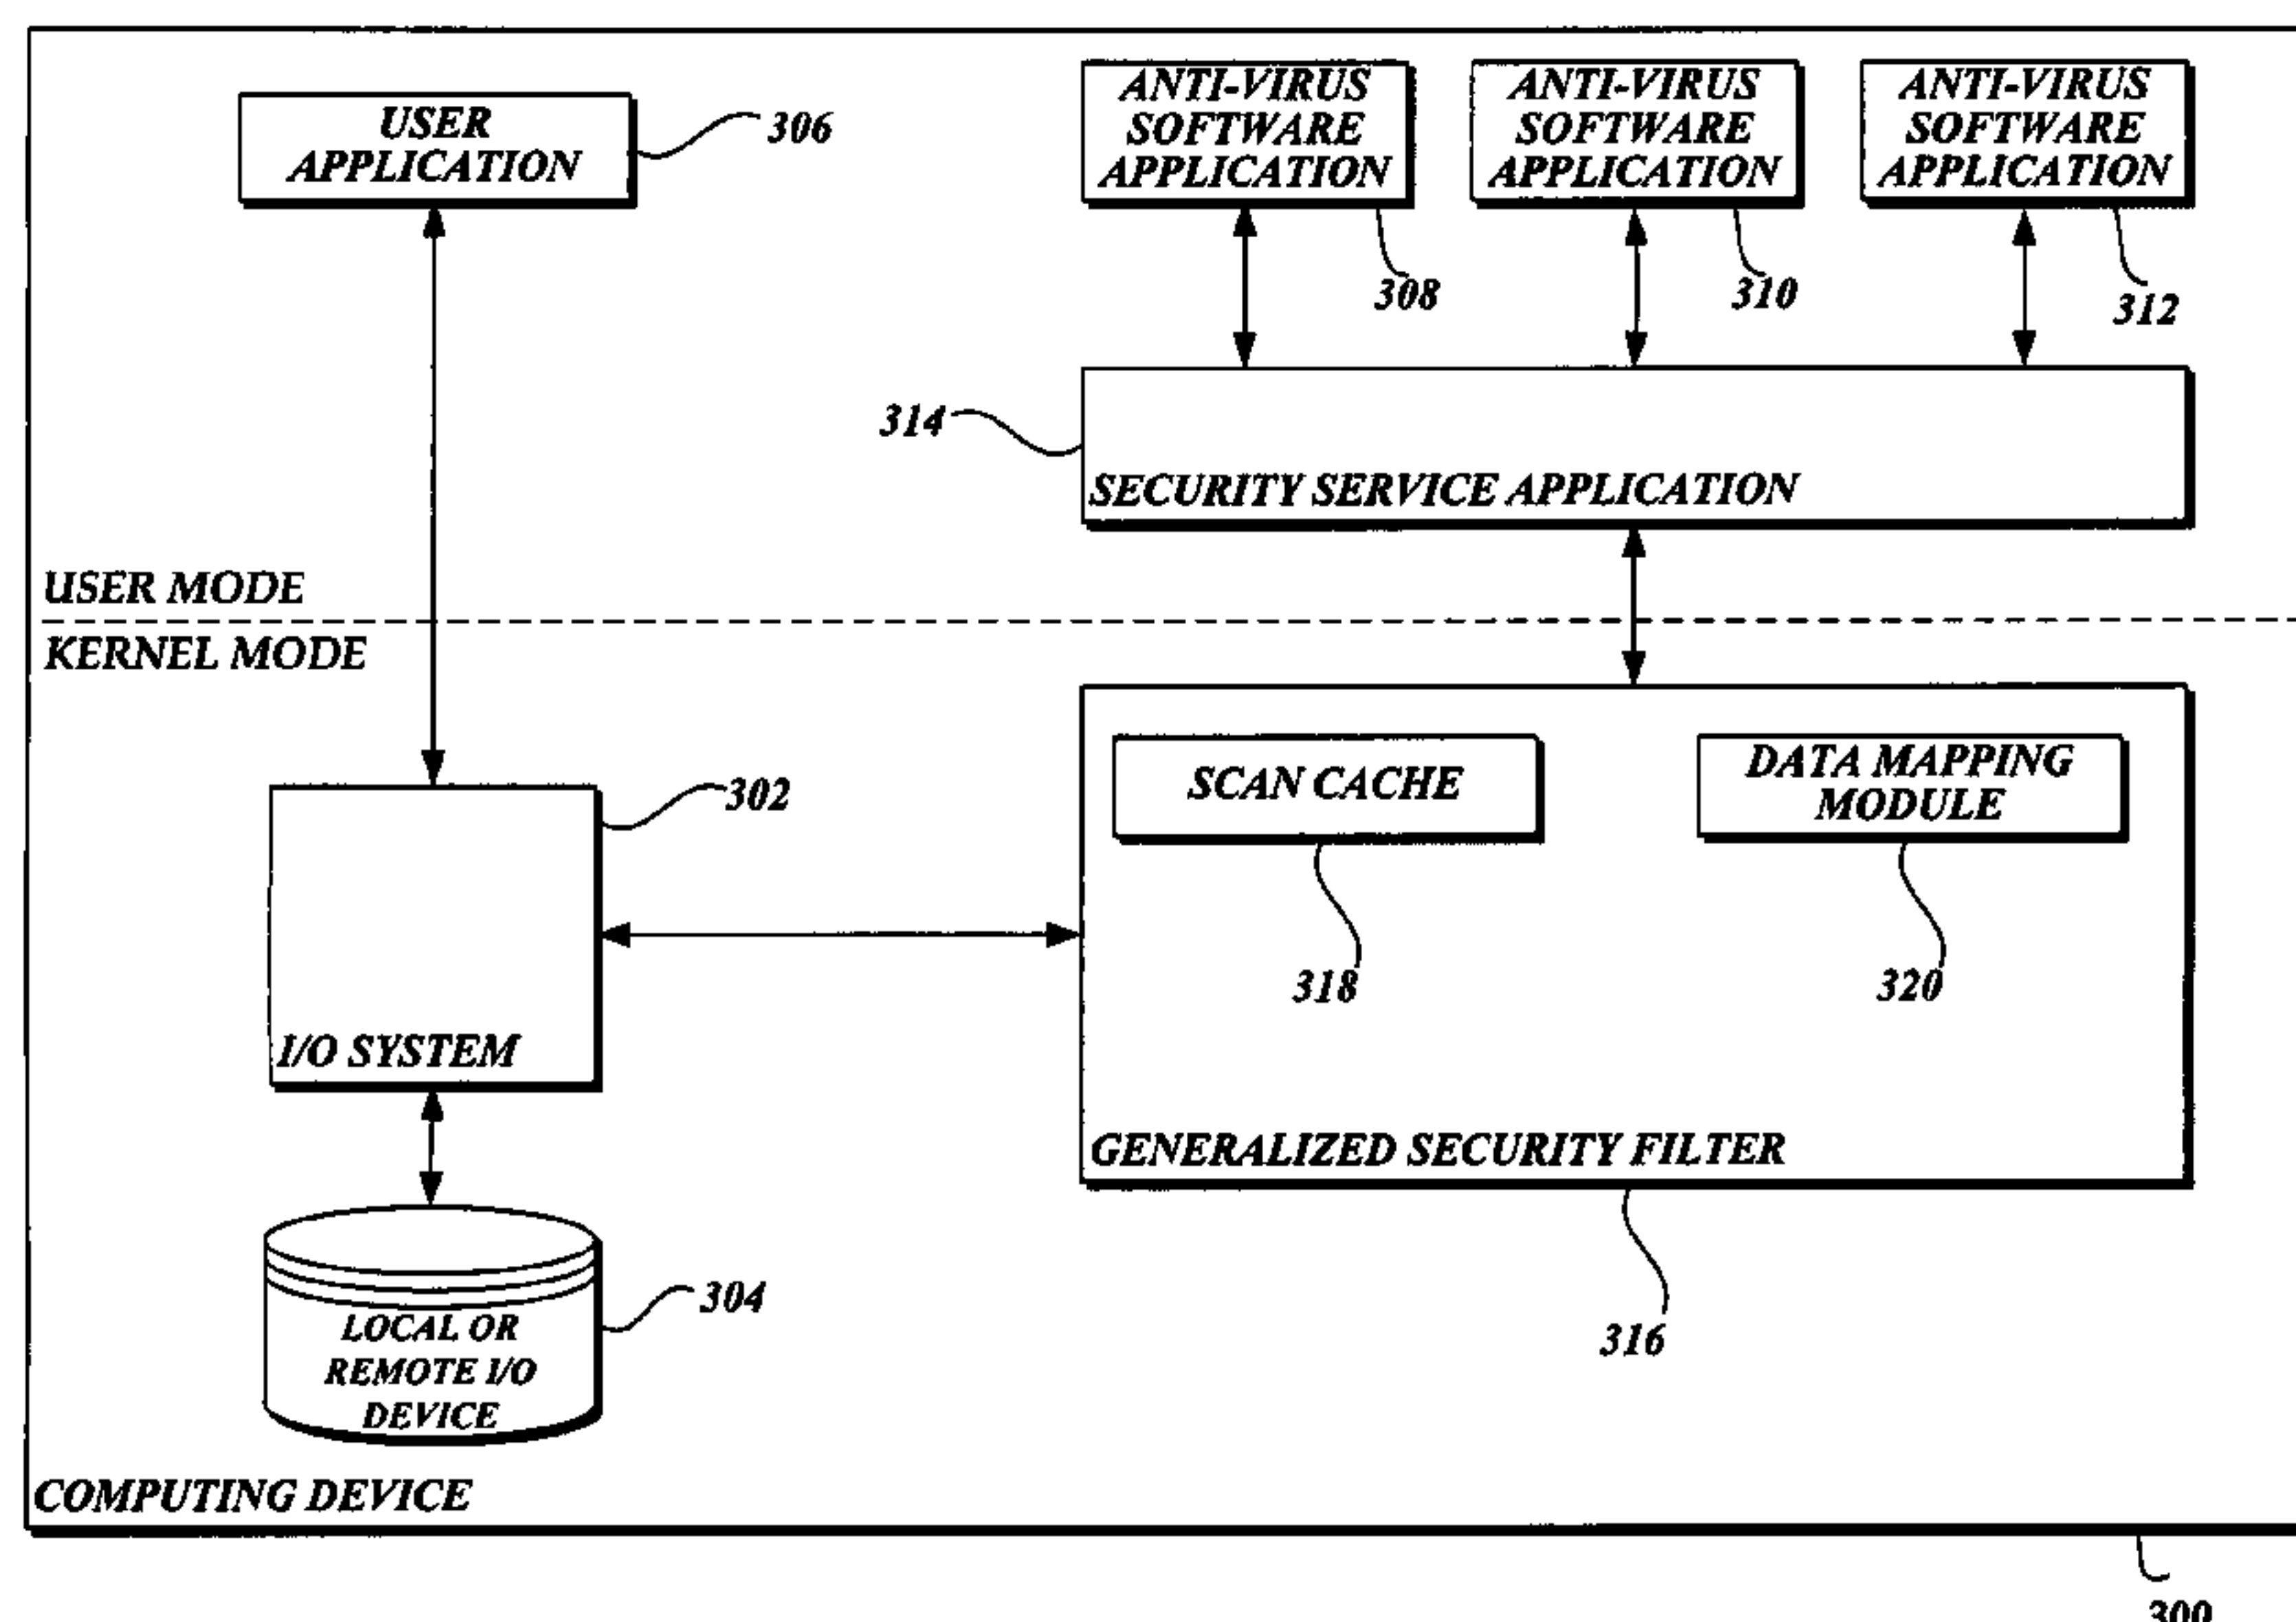 USER
APPLICATION
306
ANTI-VIRUS
SOFTWARE
APPLICATION
308
ANTI-VIRUS
SOFTWARE
APPLICATION
310
ANTI-VIRUS
SOFTWARE
APPLICATION
312
314
SECURITY SERVICE APPLICATION
USER MODE
KERNEL MODE
302
I/O SYSTEM
SCAN CACHE
318
DATA MAPPING
MODULE
320
GENERALIZED SECURITY FILTER
316
304
LOCAL OR
REMOTE I/O
DEVICE
COMPUTING DEVICE
300